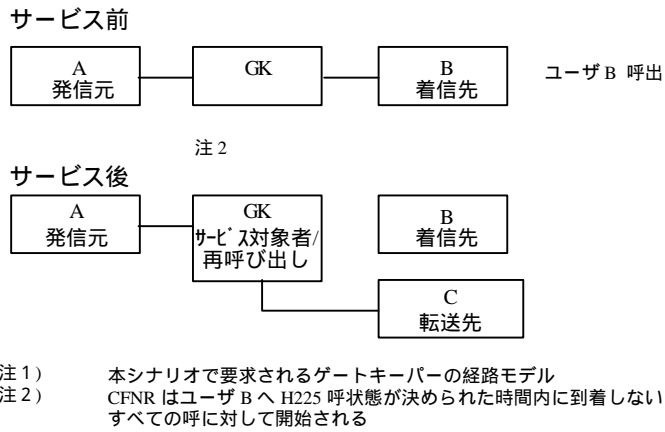 サービス前
A
発信元
GK
B
着信先
ユーザB 呼出
注2
サービス後
A
発信元
GK
サービス対象者/
再呼び出し
B
着信先
C
転送先
注1) 本シナリオで要求されるゲートキーパーの経路モデル
注2) CFNR はユーザ B へ H225 呼状態が決められた時間内に到着しない
すべての呼に対して開始される